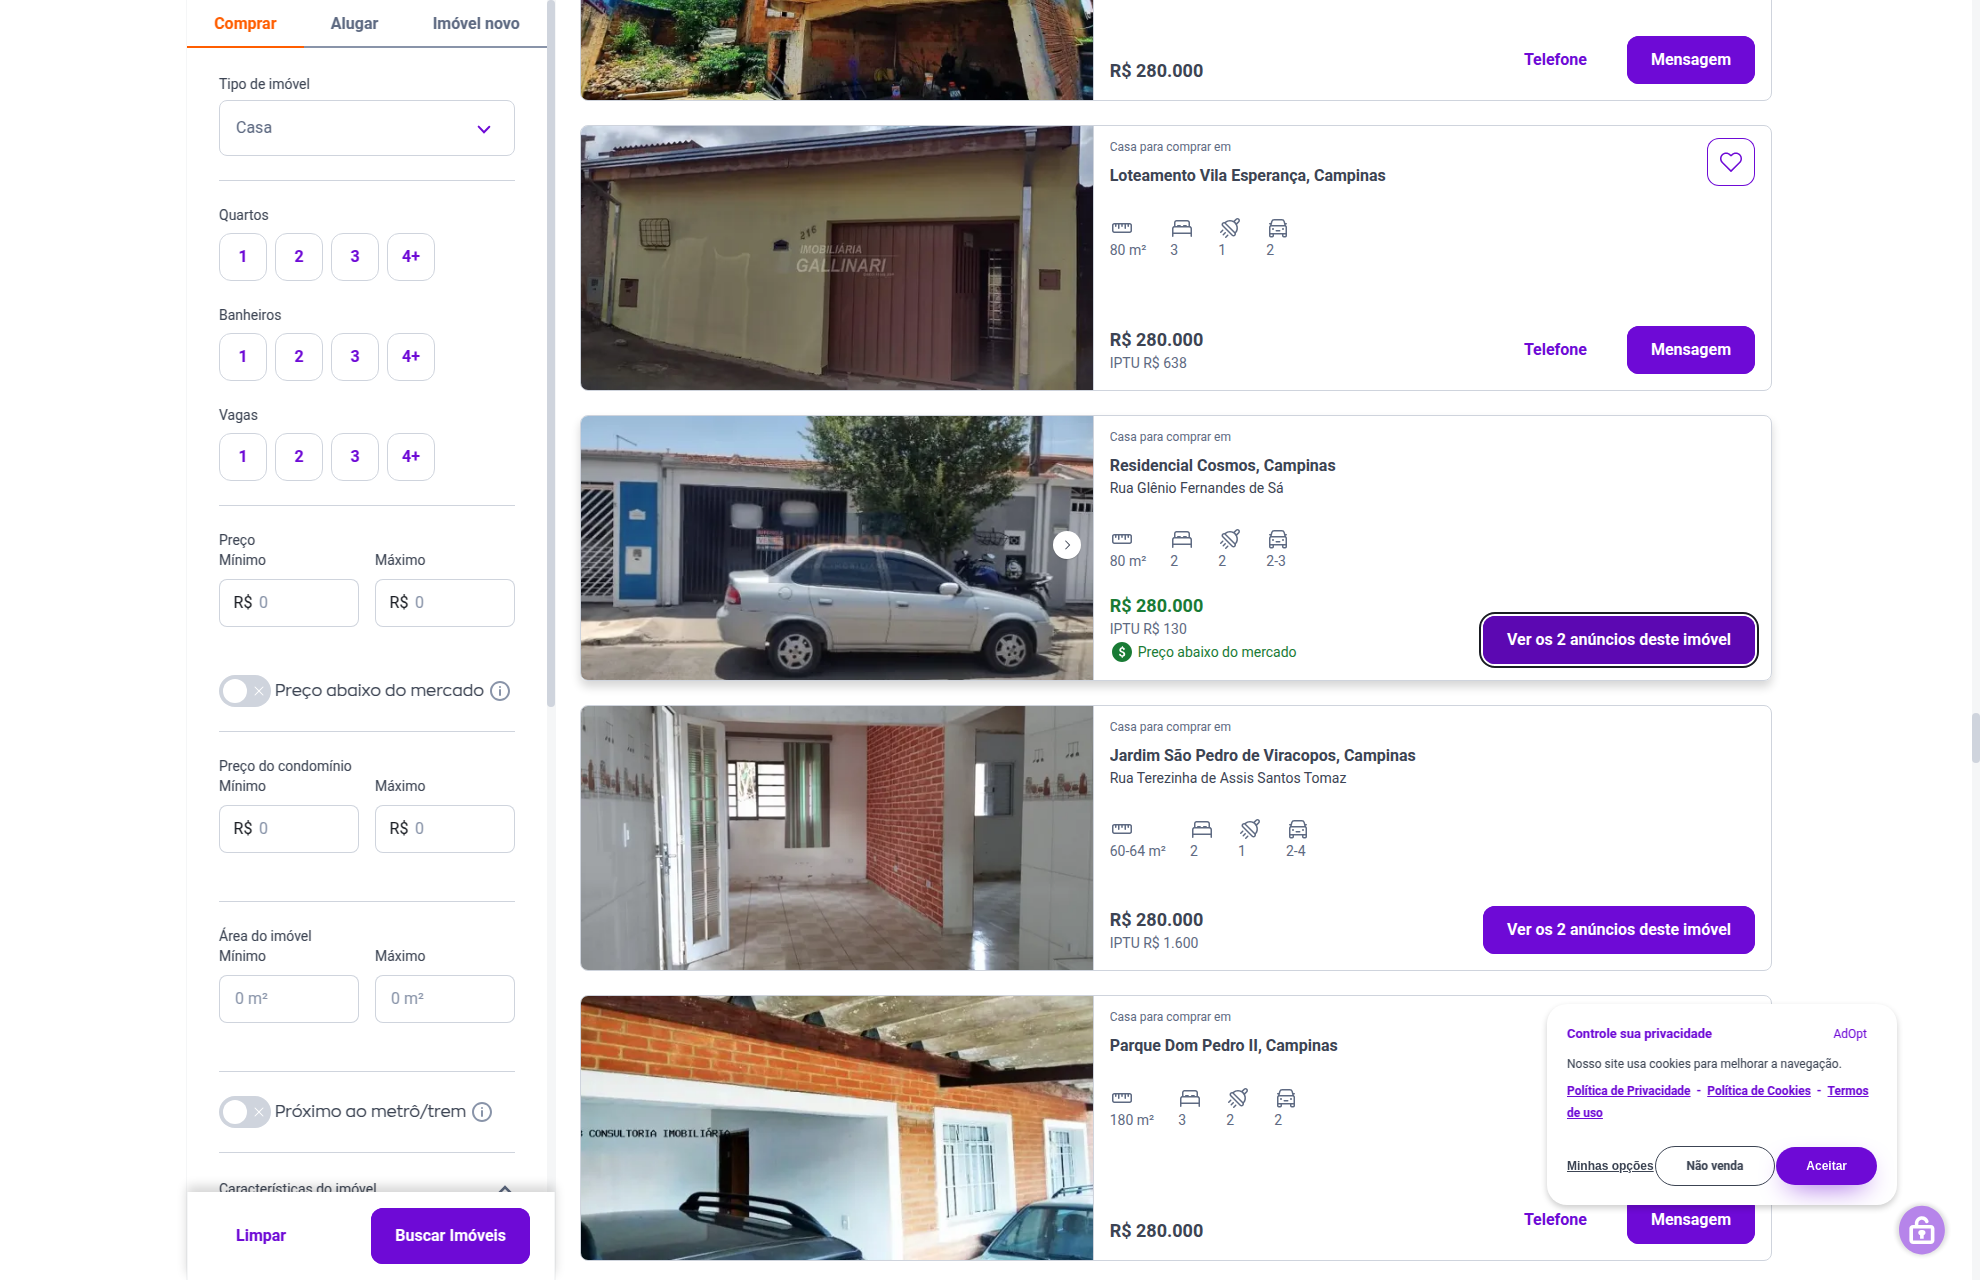 Comprar
Alugar
Imóvel novo
Tipo de imóvel
Casa
Quartos
1
2
3
4+
Banheiros
1
2
3
4+
Vagas
1
2
3
4+
Preço
Mínimo
Máximo
R$ 0
R$ 0
Preço abaixo do mercado
Preço do condomínio
Mínimo
Máximo
R$ 0
R$ 0
Área do imóvel
Mínimo
Máximo
0 m²
0 m²
Próximo ao metrô/trem
Características do imóvel
Limpar
Buscar Imóveis
R$ 280.000
Telefone
Mensagem
216
IMOBILIÁRIA
GALLINARI
Casa para comprar em
Loteamento Vila Esperança, Campinas
80 m²
3
1
2
R$ 280.000
IPTU R$ 638
Telefone
Mensagem
Casa para comprar em
Residencial Cosmos, Campinas
Rua Glênio Fernandes de Sá
80 m²
2
2
2-3
R$ 280.000
IPTU R$ 130
$ Preço abaixo do mercado
Ver os 2 anúncios deste imóvel
Casa para comprar em
Jardim São Pedro de Viracopos, Campinas
Rua Terezinha de Assis Santos Tomaz
60-64 m²
2
1
2-4
R$ 280.000
IPTU R$ 1.600
Ver os 2 anúncios deste imóvel
CONSULTORIA IMOBILIÁRIA
Casa para comprar em
Parque Dom Pedro II, Campinas
180 m²
3
2
2
R$ 280.000
Telefone
Mensagem
Controle sua privacidade
AdOpt
Nosso site usa cookies para melhorar a navegação.
Política de Privacidade - Política de Cookies - Termos
de uso
Minhas opções
Não venda
Aceitar